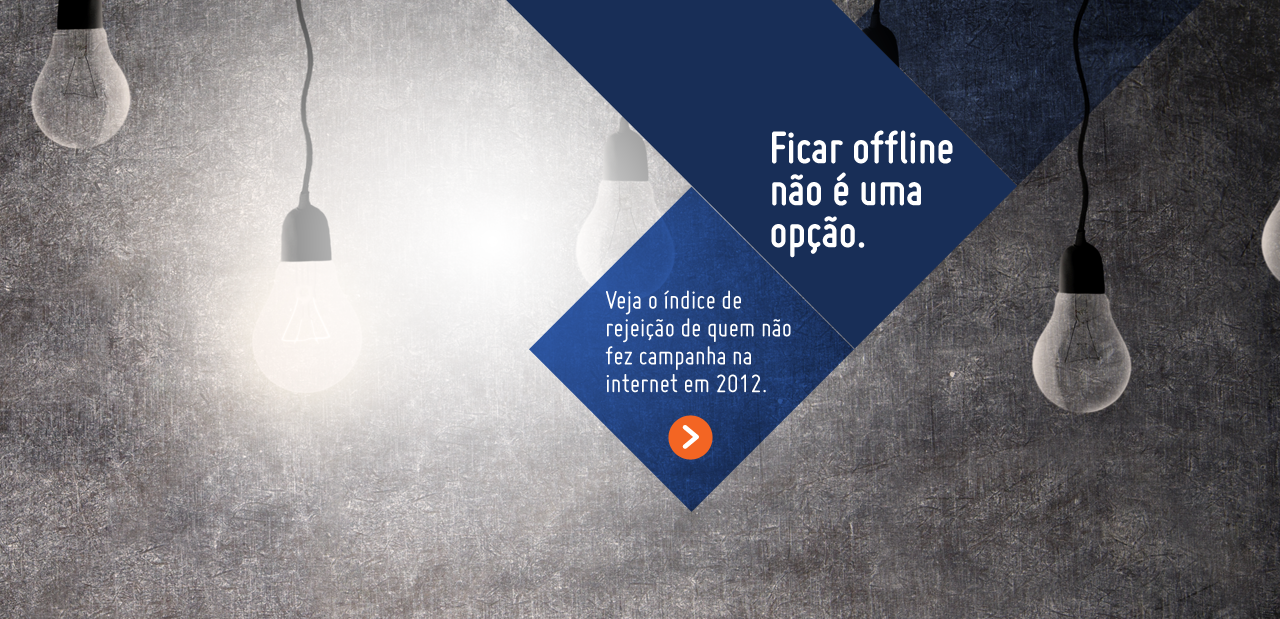 Ficar offline
não é uma
opção.
Veja o índice de
rejeição de quem não
fez campanha na
internet em 2012.